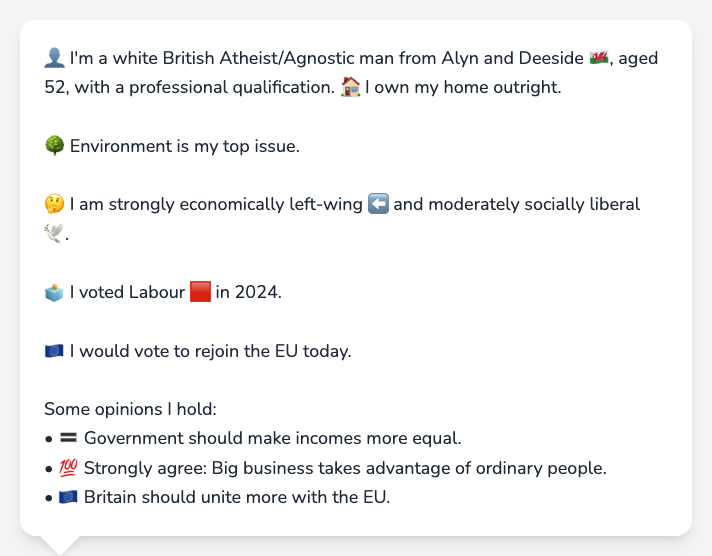 👤 I'm a white British Atheist/Agnostic man from Alyn and Deeside 🏴󠁧󠁢󠁷󠁬󠁳󠁿, aged
52, with a professional qualification. 🏠 I own my home outright.
🌳 Environment is my top issue.
🤔 I am strongly economically left-wing ⬅️ and moderately socially liberal
🕊️.
🗳️ I voted Labour 🟥 in 2024.
🇪🇺 I would vote to rejoin the EU today.
Some opinions I hold:
• 🟰 Government should make incomes more equal.
• 💯 Strongly agree: Big business takes advantage of ordinary people.
• 🇪🇺 Britain should unite more with the EU.